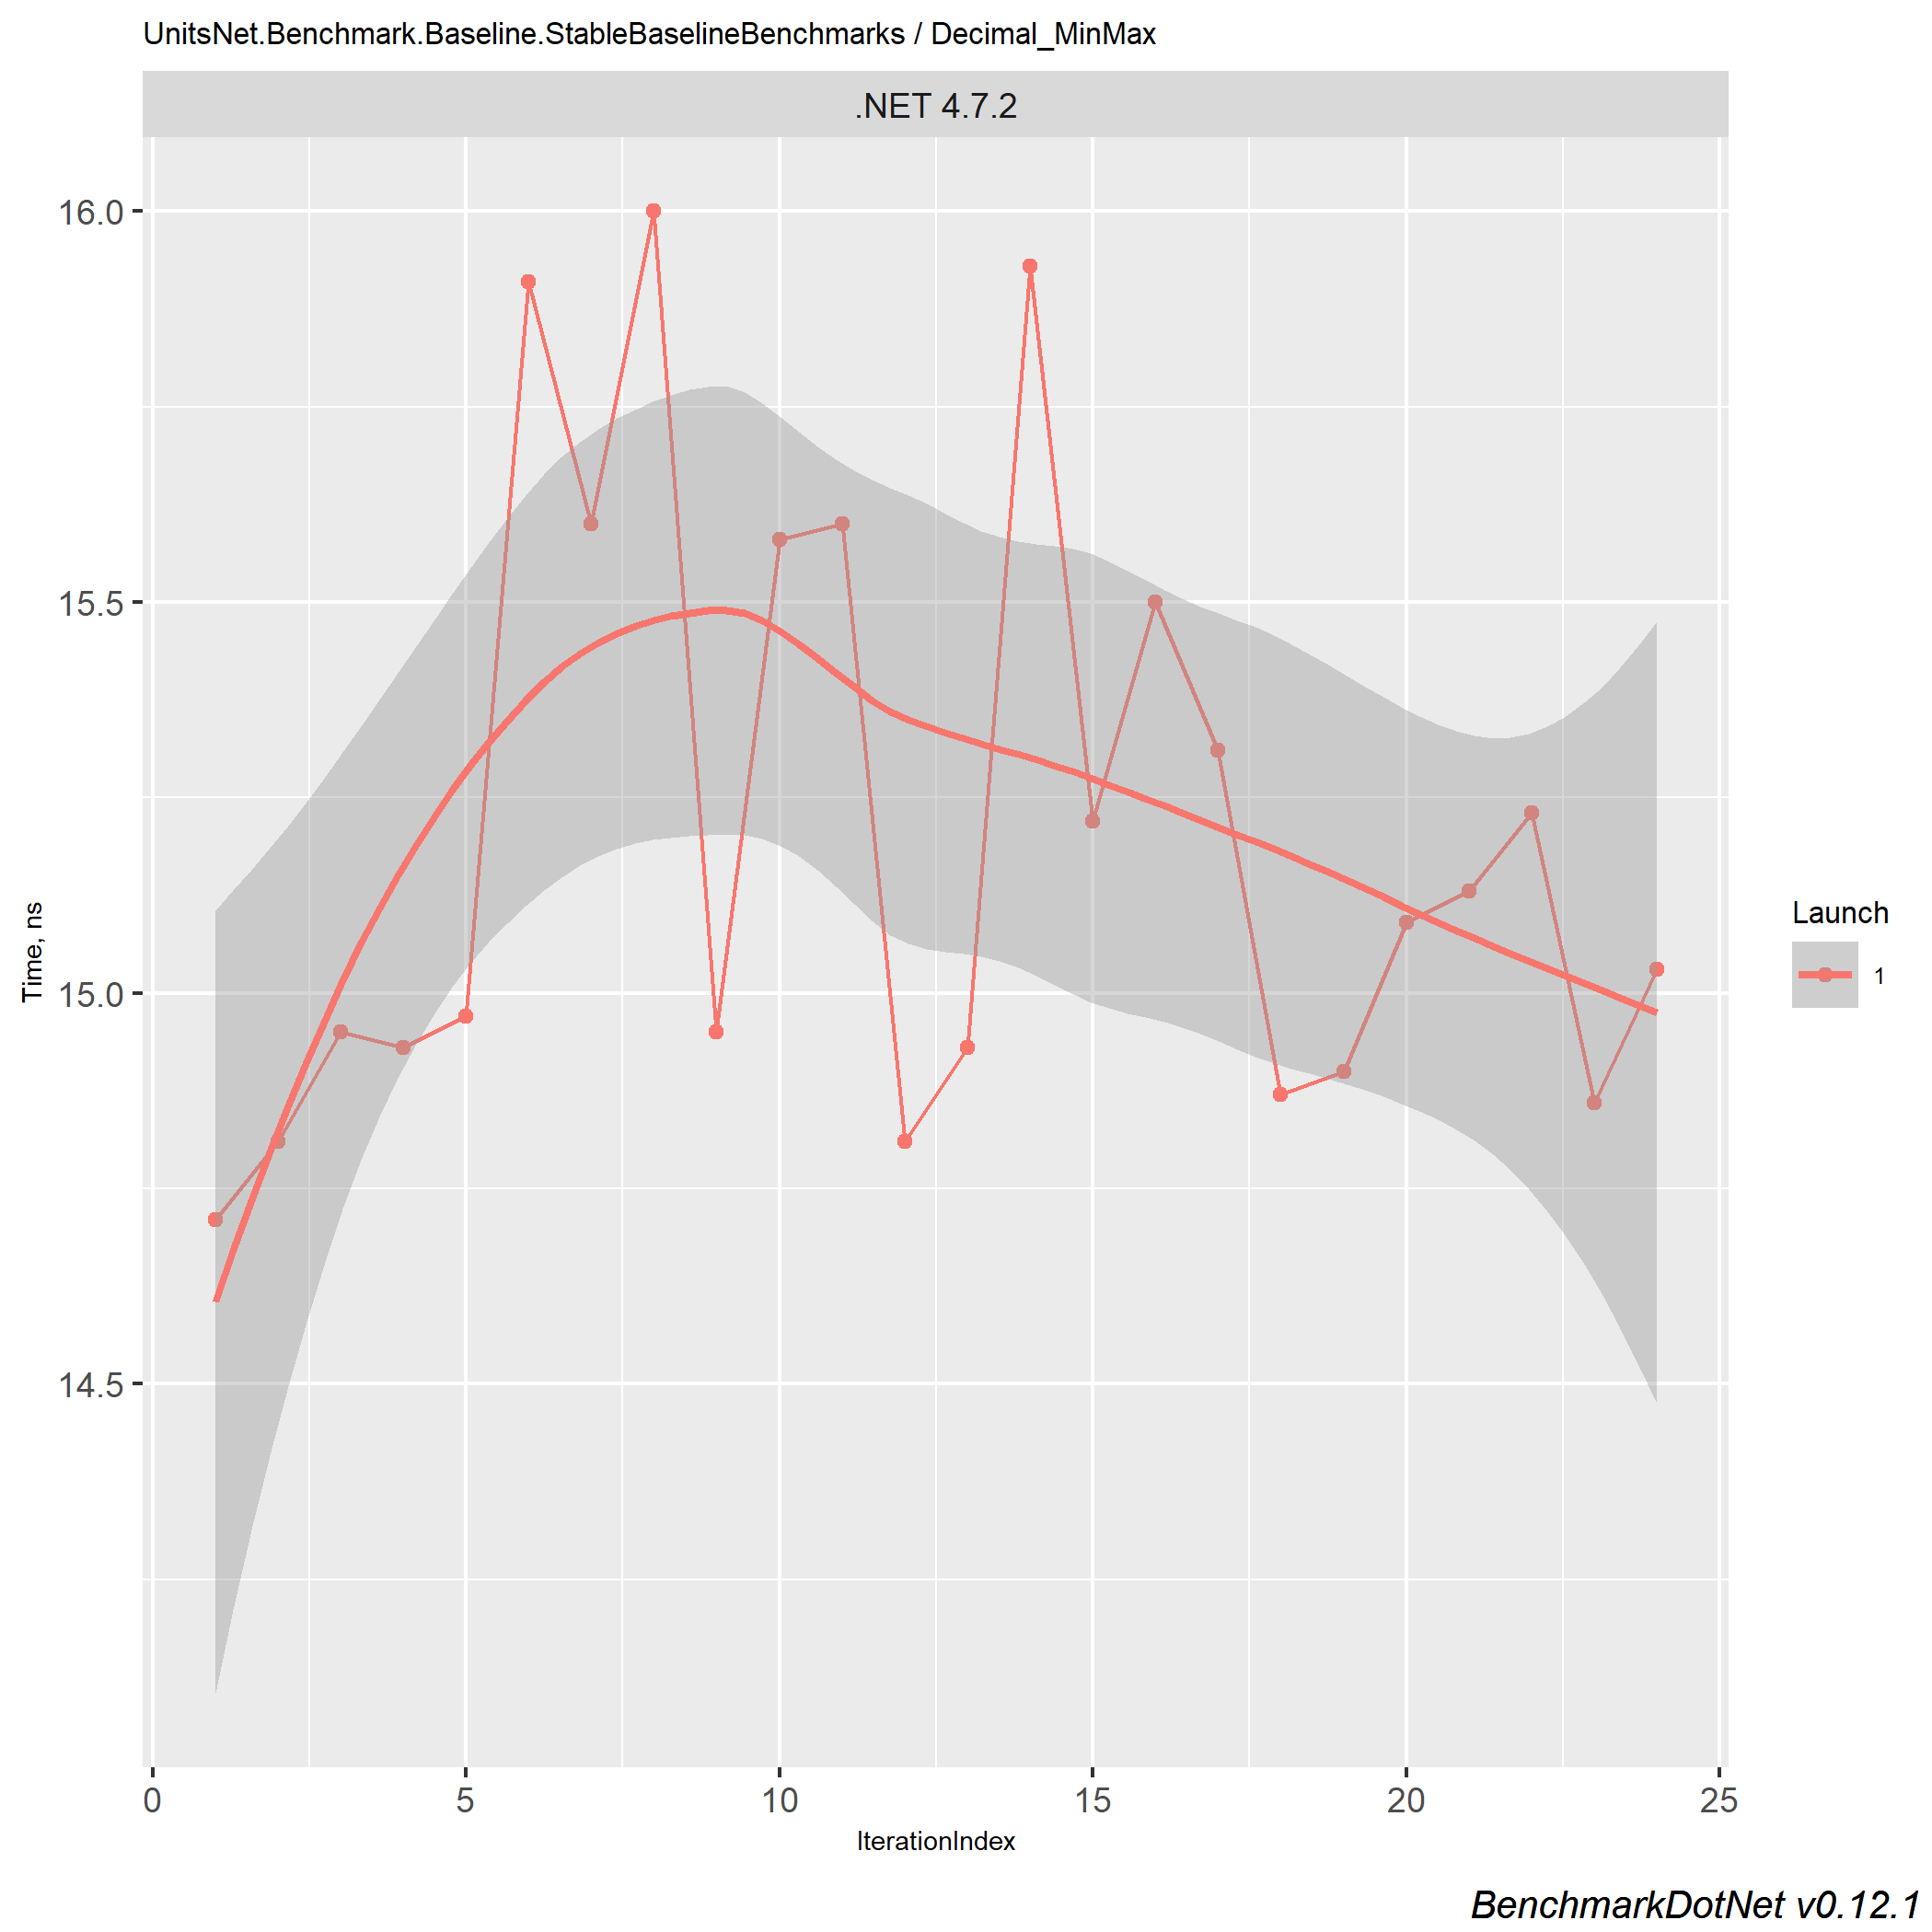 UnitsNet.Benchmark.Baseline.StableBaselineBenchmarks / Decimal_MinMax
.NET 4.7.2
16.0
15.5
15.0
14.5
Time, ns
0 5 10 15 20 25
IterationIndex
Launch
1
BenchmarkDotNet v0.12.1